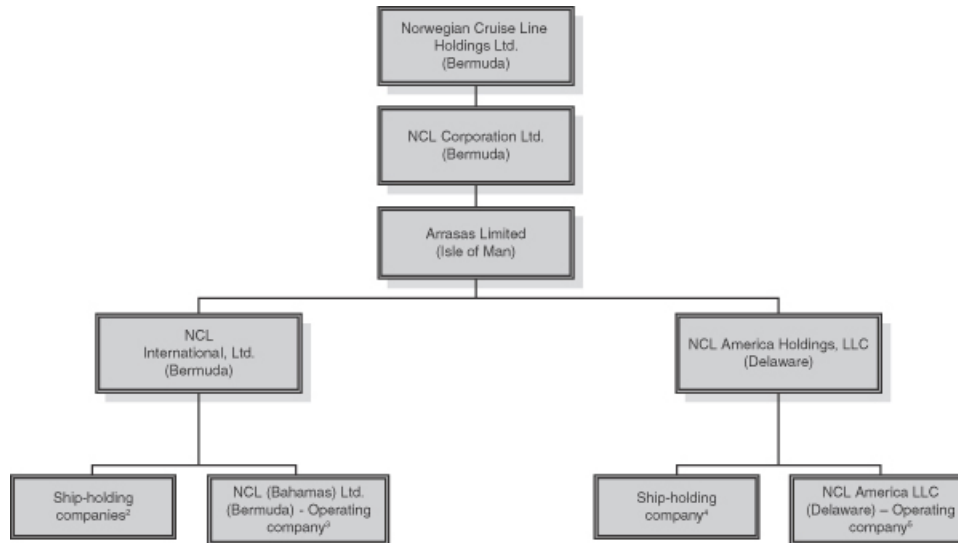 Norwegian Cruise Line
Holdings Ltd.
(Bermuda)
NCL Corporation Ltd.
(Bermuda)
Arrasas Limited
(Isle of Man)
NCL
International, Ltd.
(Bermuda)
NCL America Holdings, LLC
(Delaware)
Ship-holding
companies²
NCL (Bahamas) Ltd.
(Bermuda) - Operating
company³
Ship-holding
company⁴
NCL America LLC
(Delaware) – Operating
company⁵